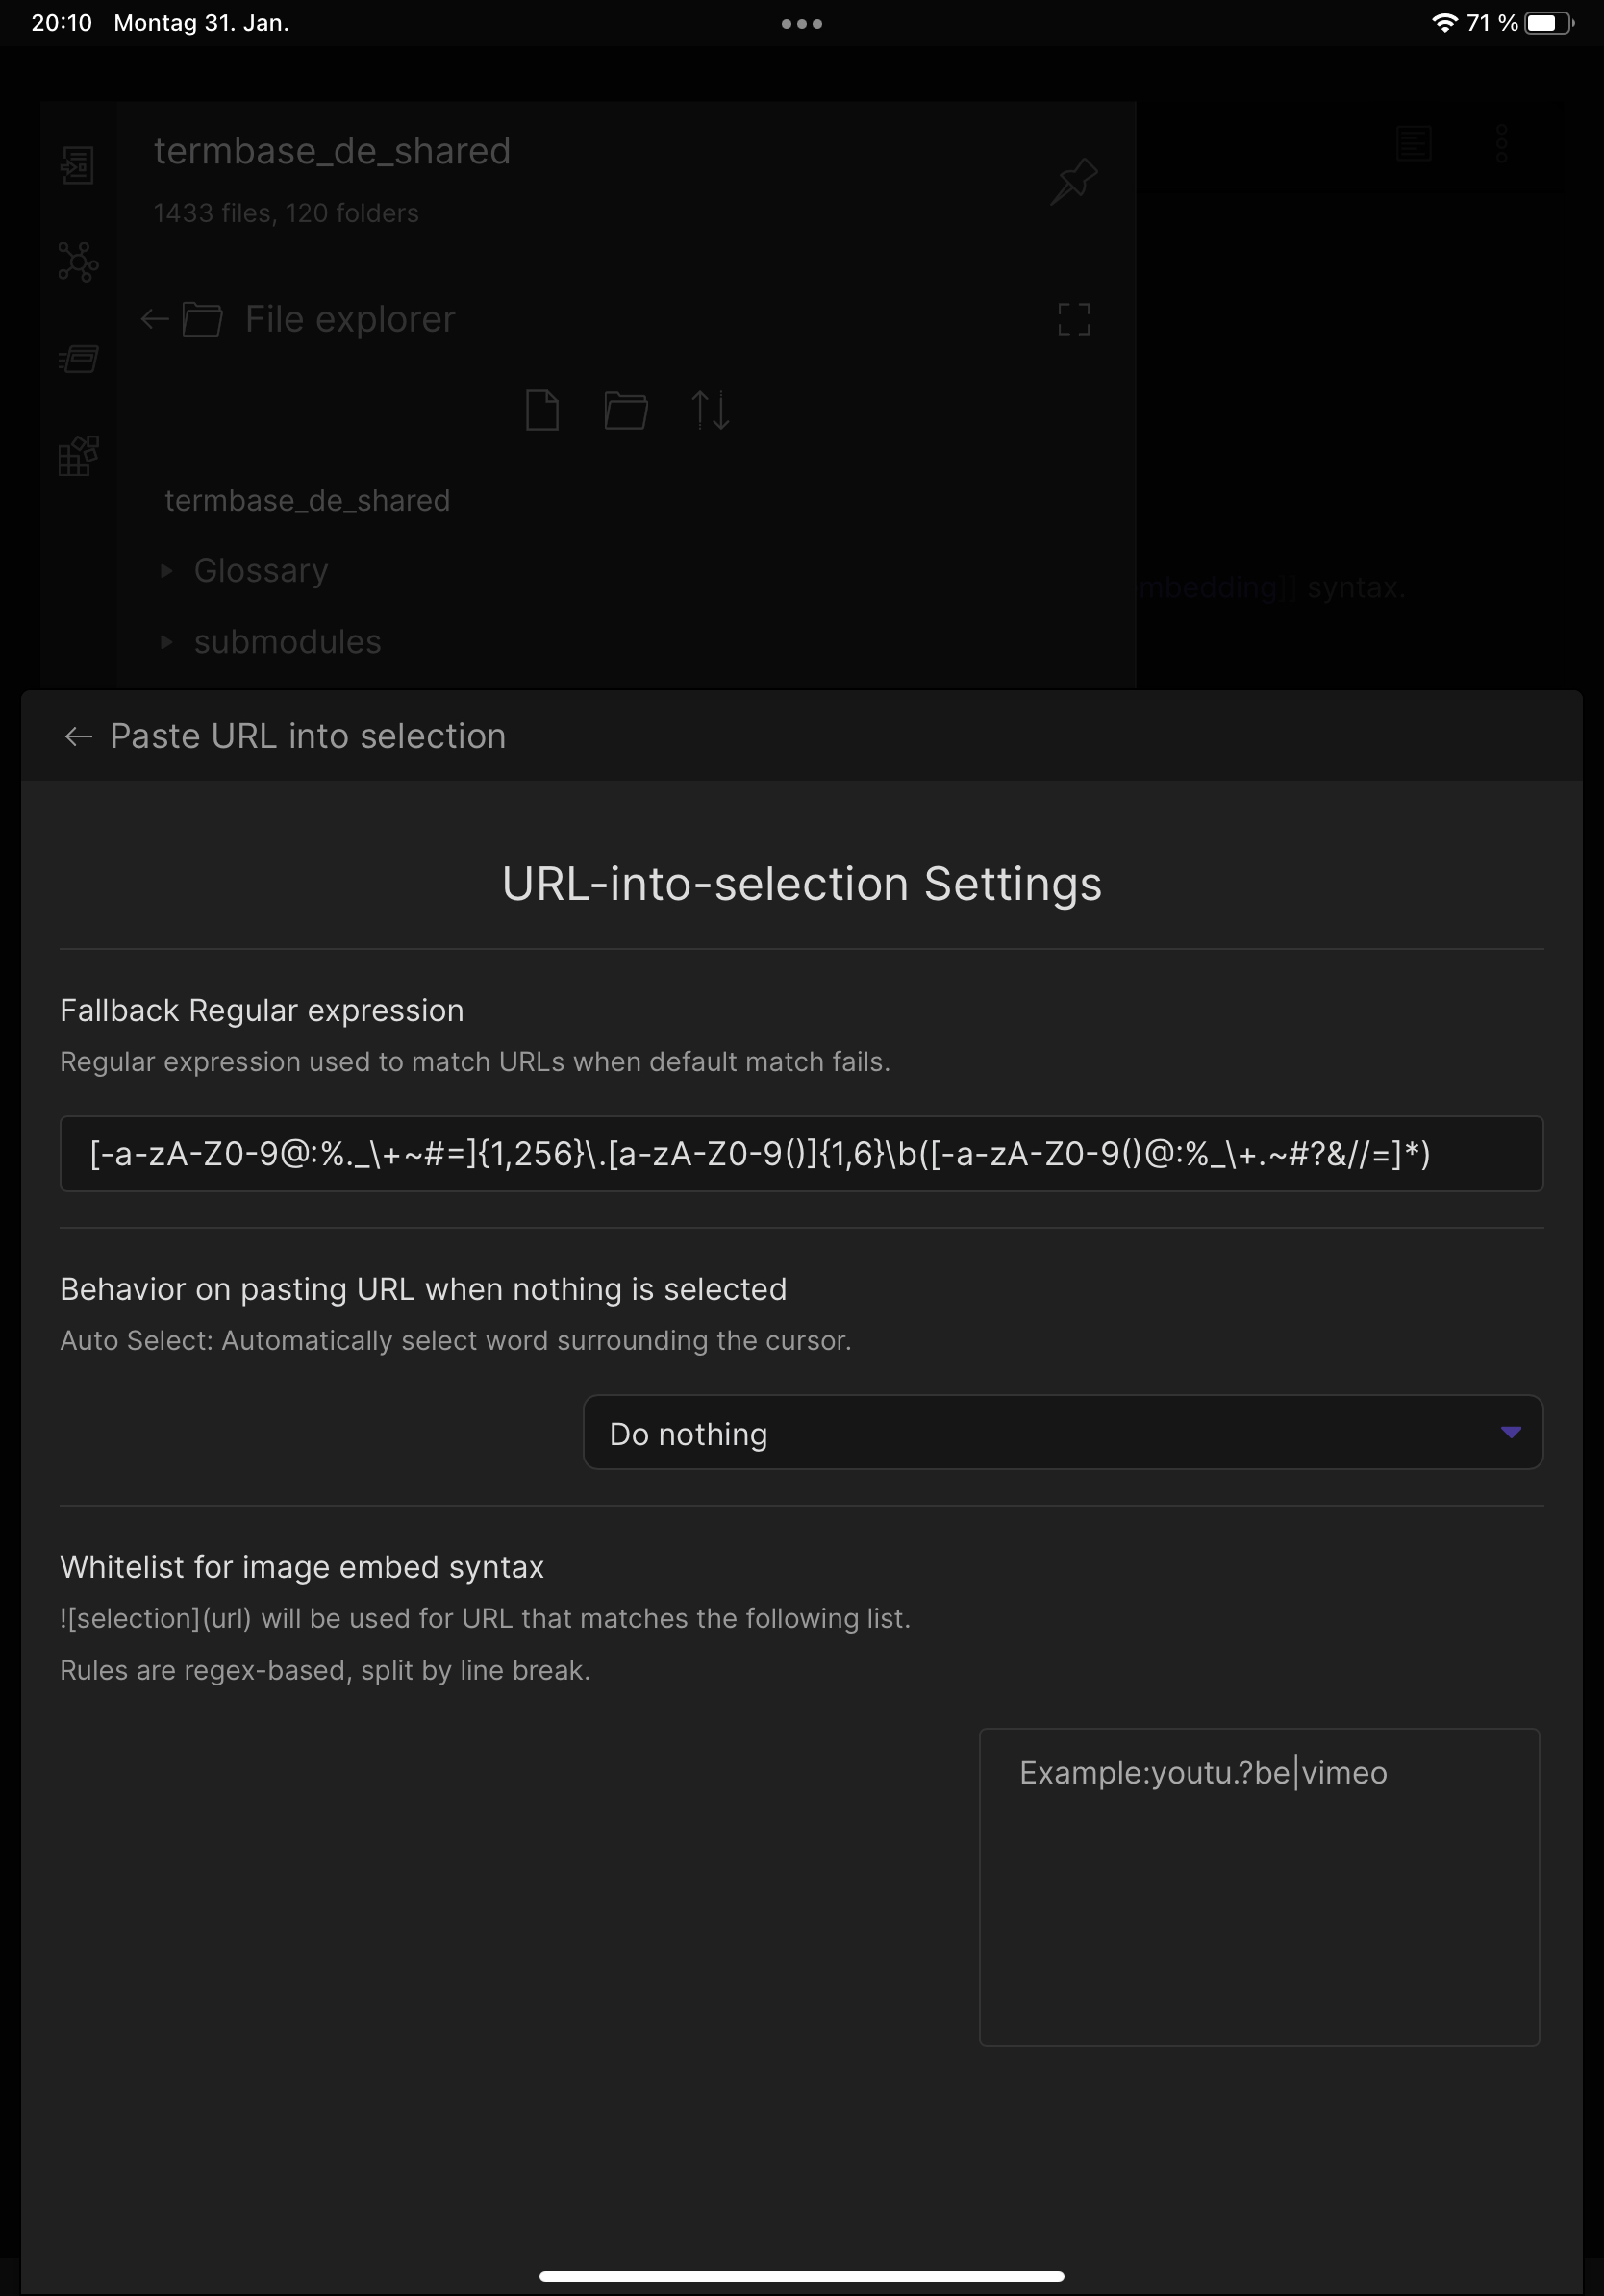 20:10 Montag 31. Jan.
71 %
termbase_de_shared
1433 files, 120 folders
File explorer
termbase_de_shared
Glossary
mbedding]] syntax.
submodules
Paste URL into selection
URL-into-selection Settings
Fallback Regular expression
Regular expression used to match URLs when default match fails.
[-a-zA-Z0-9@:%._\+~#=]{1,256}\.[a-zA-Z0-9()]{1,6}\b([-a-zA-Z0-9()@:%_\+.~#?&//=]*)
Behavior on pasting URL when nothing is selected
Auto Select: Automatically select word surrounding the cursor.
Do nothing
Whitelist for image embed syntax
![selection](url) will be used for URL that matches the following list.
Rules are regex-based, split by line break.
Example:youtu.?be|vimeo